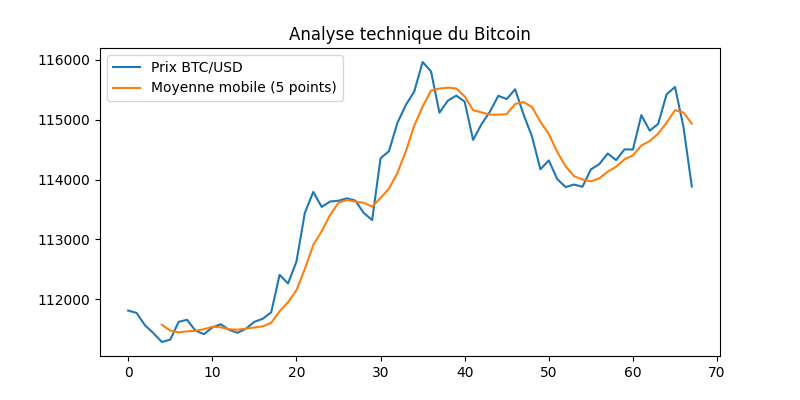 Analyse technique du Bitcoin
Prix BTC/USD
Moyenne mobile (5 points)
116000
115000
114000
113000
112000
0 10 20 30 40 50 60 70